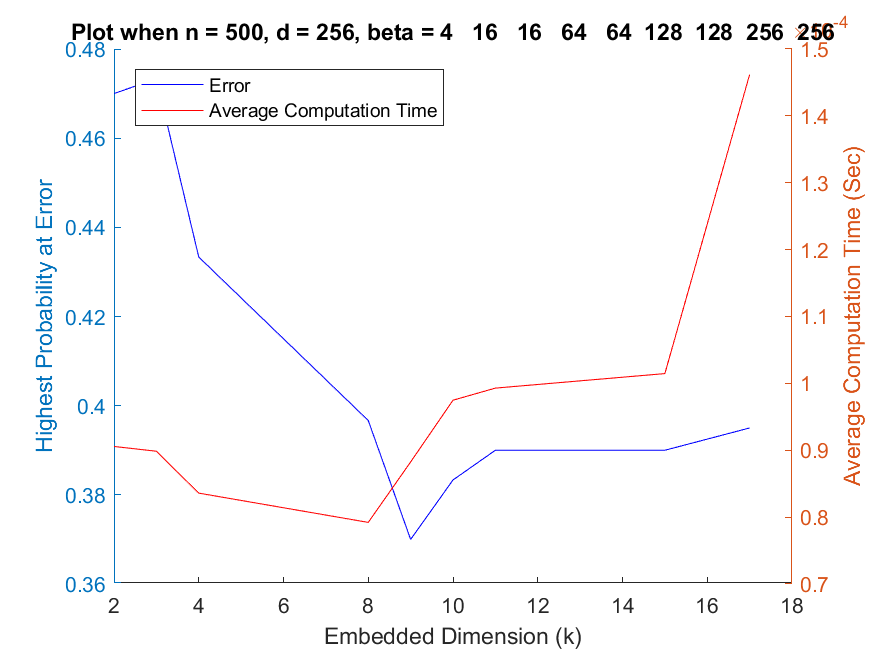 Plot when n = 500, d = 256, beta = 4 16 16 64 64 128 128 256 256
-4
0.48
0.46
0.44
0.42
0.4
0.38
0.36
Highest Probability at Error
Error
Average Computation Time
1.5
1.4
1.3
1.2
1.1
1
0.9
0.8
0.7
Average Computation Time (Sec)
2 4 6 8 10 12 14 16 18
Embedded Dimension (k)